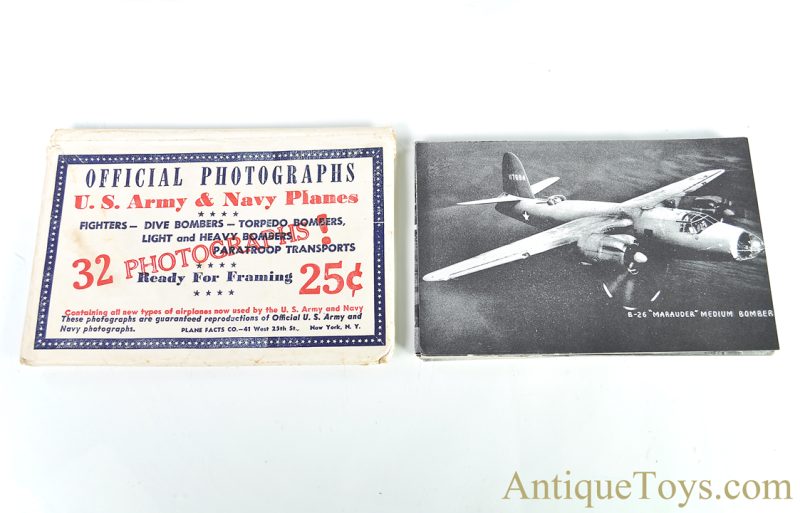 OFFICIAL PHOTOGRAPHS
U. S. Army & Navy Planes
FIGHTERS — DIVE BOMBERS — TORPEDO BOMBERS,
LIGHT and HEAVY BOMBERS
PARATROOP TRANSPORTS
32 PHOTOGRAPHS!
Ready For Framing 25¢
Containing all new types of airplanes now used by the U. S. Army and Navy
These photographs are guaranteed reproductions of Official U. S. Army and
Navy photographs. PLANE FACTS CO.—41 West 25th St., New York, N. Y.
B-26 "MARAUDER" MEDIUM BOMBER
AntiqueToys.com